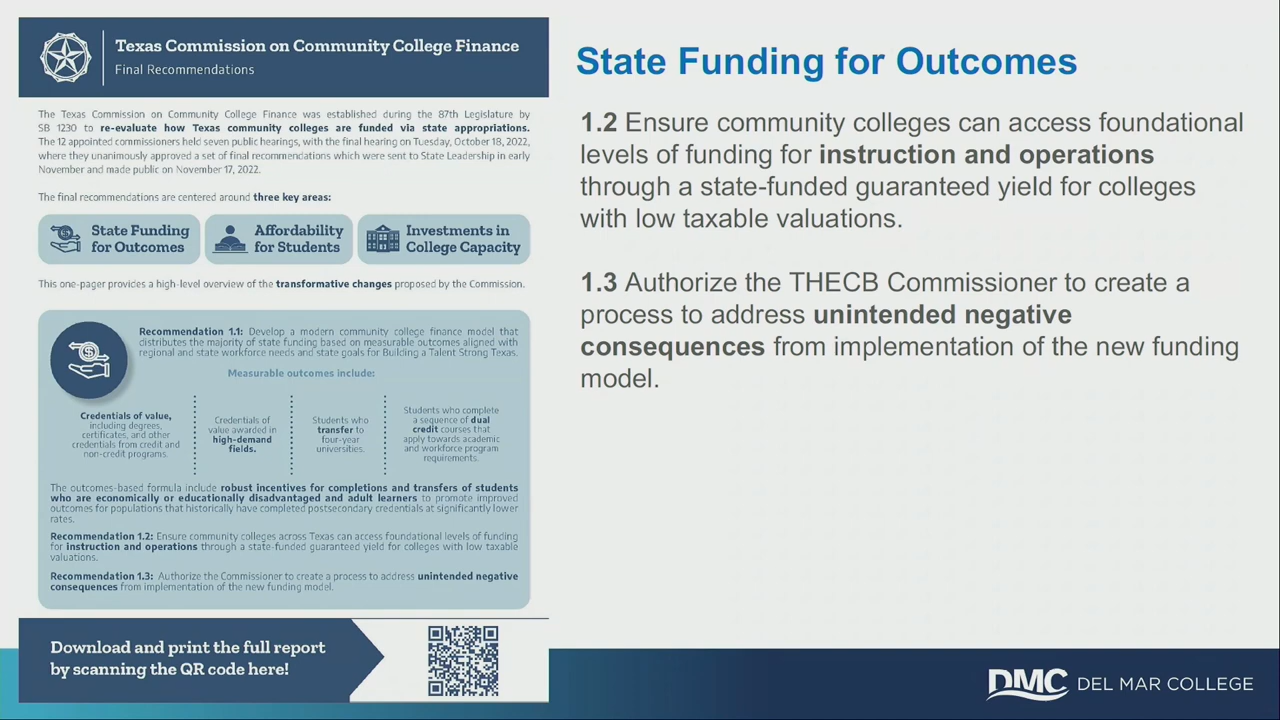 Texas Commission on Community College Finance
Final Recommendations
The Texas Commission on Community College Finance was established during the 87th Legislature by
SB 1230 to re-evaluate how Texas community colleges are funded via state appropriations.
The 12 appointed commissioners held seven public hearings, with the final hearing on Tuesday, October 18, 2022,
where they unanimously approved a set of final recommendations which were sent to State Leadership in early
November and made public on November 17, 2022.
The final recommendations are centered around three key areas:
State Funding
for Outcomes
Affordability
for Students
Investments in
College Capacity
This one-pager provides a high-level overview of the transformative changes proposed by the Commission.
Recommendation 1.1: Develop a modern community college finance model that
distributes the majority of state funding based on measurable outcomes aligned with
regional and state workforce needs and state goals for Building a Talent Strong Texas.
Measurable outcomes include:
Credentials of value,
including degrees,
certificates, and other
credentials from credit and
non-credit programs.
Credentials of
value awarded in
high-demand
fields.
Students who
transfer to
four-year
universities.
Students who complete
a sequence of dual
credit courses that
apply towards academic
and workforce program
requirements.
The outcomes-based formula include robust incentives for completions and transfers of students
who are economically or educationally disadvantaged and adult learners to promote improved
outcomes for populations that historically have completed postsecondary credentials at significantly lower
rates.
Recommendation 1.2: Ensure community colleges across Texas can access foundational levels of funding
for instruction and operations through a state-funded guaranteed yield for colleges with low taxable
valuations.
Recommendation 1.3: Authorize the Commissioner to create a process to address unintended negative
consequences from implementation of the new funding model.
Download and print the full report
by scanning the QR code here!
State Funding for Outcomes
1.2 Ensure community colleges can access foundational
levels of funding for instruction and operations
through a state-funded guaranteed yield for colleges
with low taxable valuations.
1.3 Authorize the THECB Commissioner to create a
process to address unintended negative
consequences from implementation of the new funding
model.
DMC DEL MAR COLLEGE